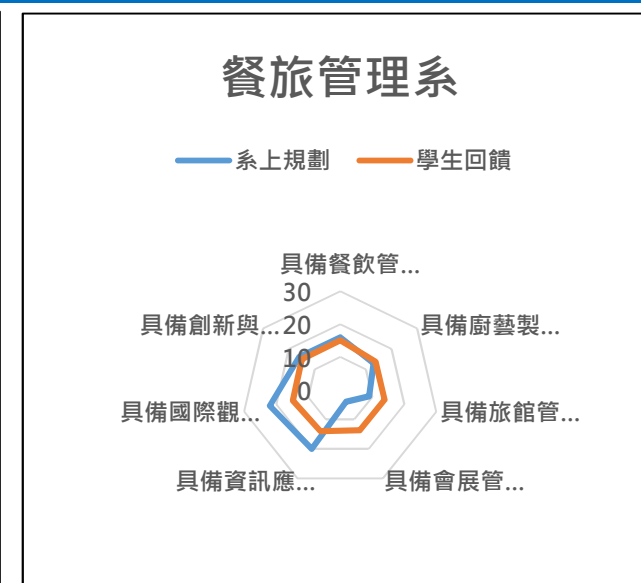 餐旅管理系
系上規劃 學生回饋
具備餐飲管...
30
具備創新與... 20 具備廚藝製...
10
0
具備國際觀... 具備旅館管...
具備資訊應... 具備會展管...